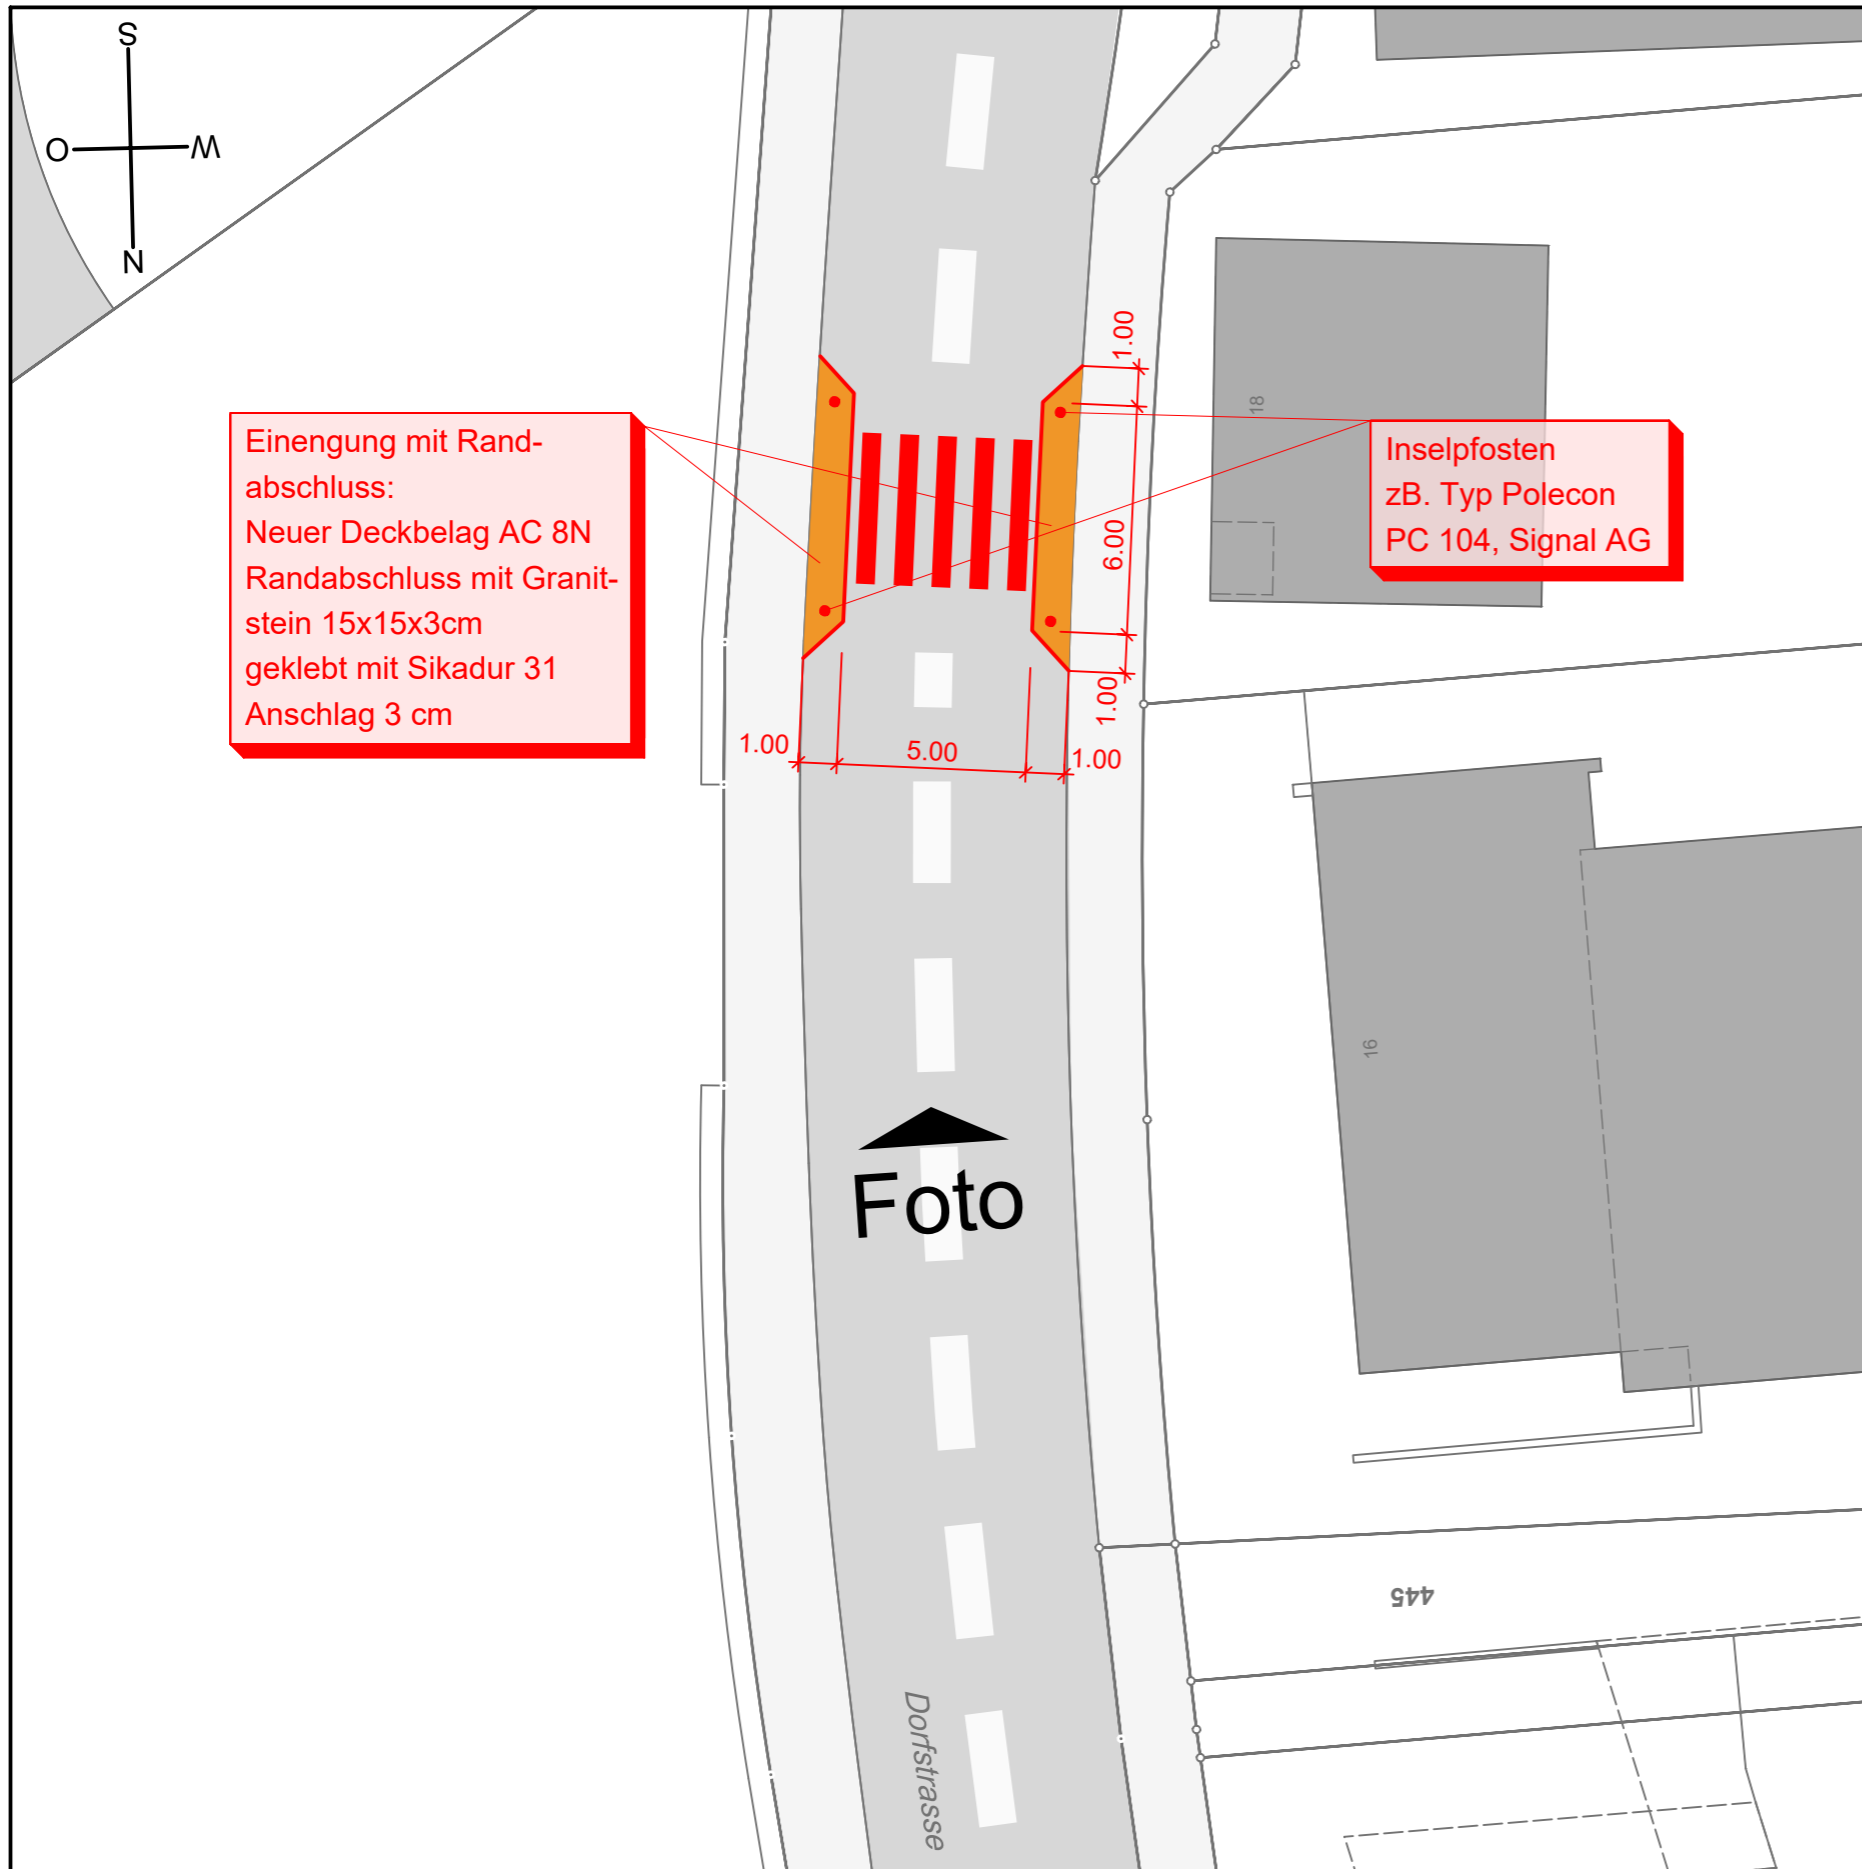 S
O
W
N
1.00
18
Einengung mit Rand-
abschluss:
Neuer Deckbelag AC 8N
Randabschluss mit Granit-
stein 15x15x3cm
geklebt mit Sikadur 31
Anschlag 3 cm
Inselpfosten
zB. Typ Polecon
PC 104, Signal AG
6.00
1.00
1.00
5.00
1.00
16
Foto
445
Dorfstrasse